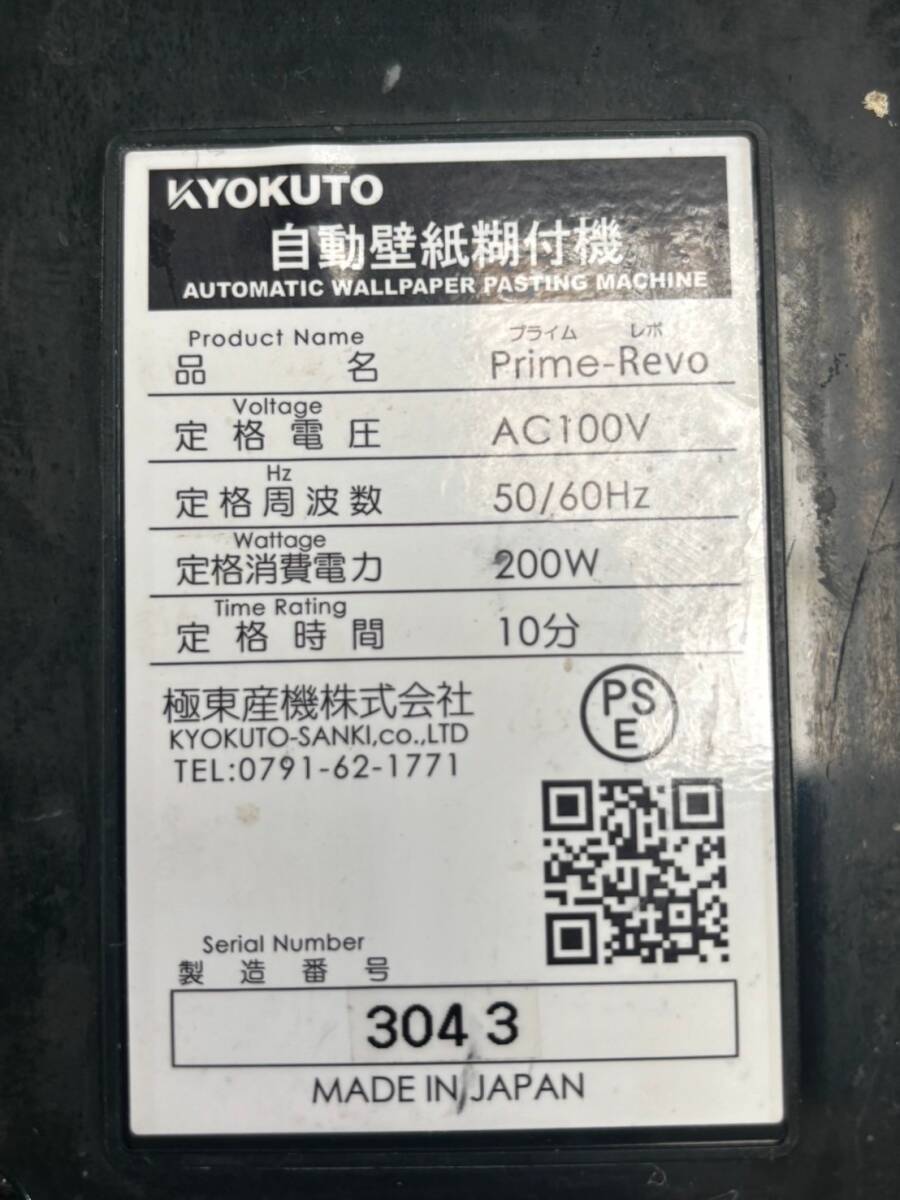 KYOKUTO
自動壁紙糊付機
AUTOMATIC WALLPAPER PASTING MACHINE
Product Name プライム レボ
品名 Prime-Revo
Voltage
定格電圧 AC100V
Hz
定格周波数 50/60Hz
Wattage
定格消費電力 200W
Time Rating
定格時間 10分
極東産機株式会社
KYOKUTO-SANKI,co.,LTD
TEL:0791-62-1771
PS
E
Serial Number
製造番号
3043
MADE IN JAPAN